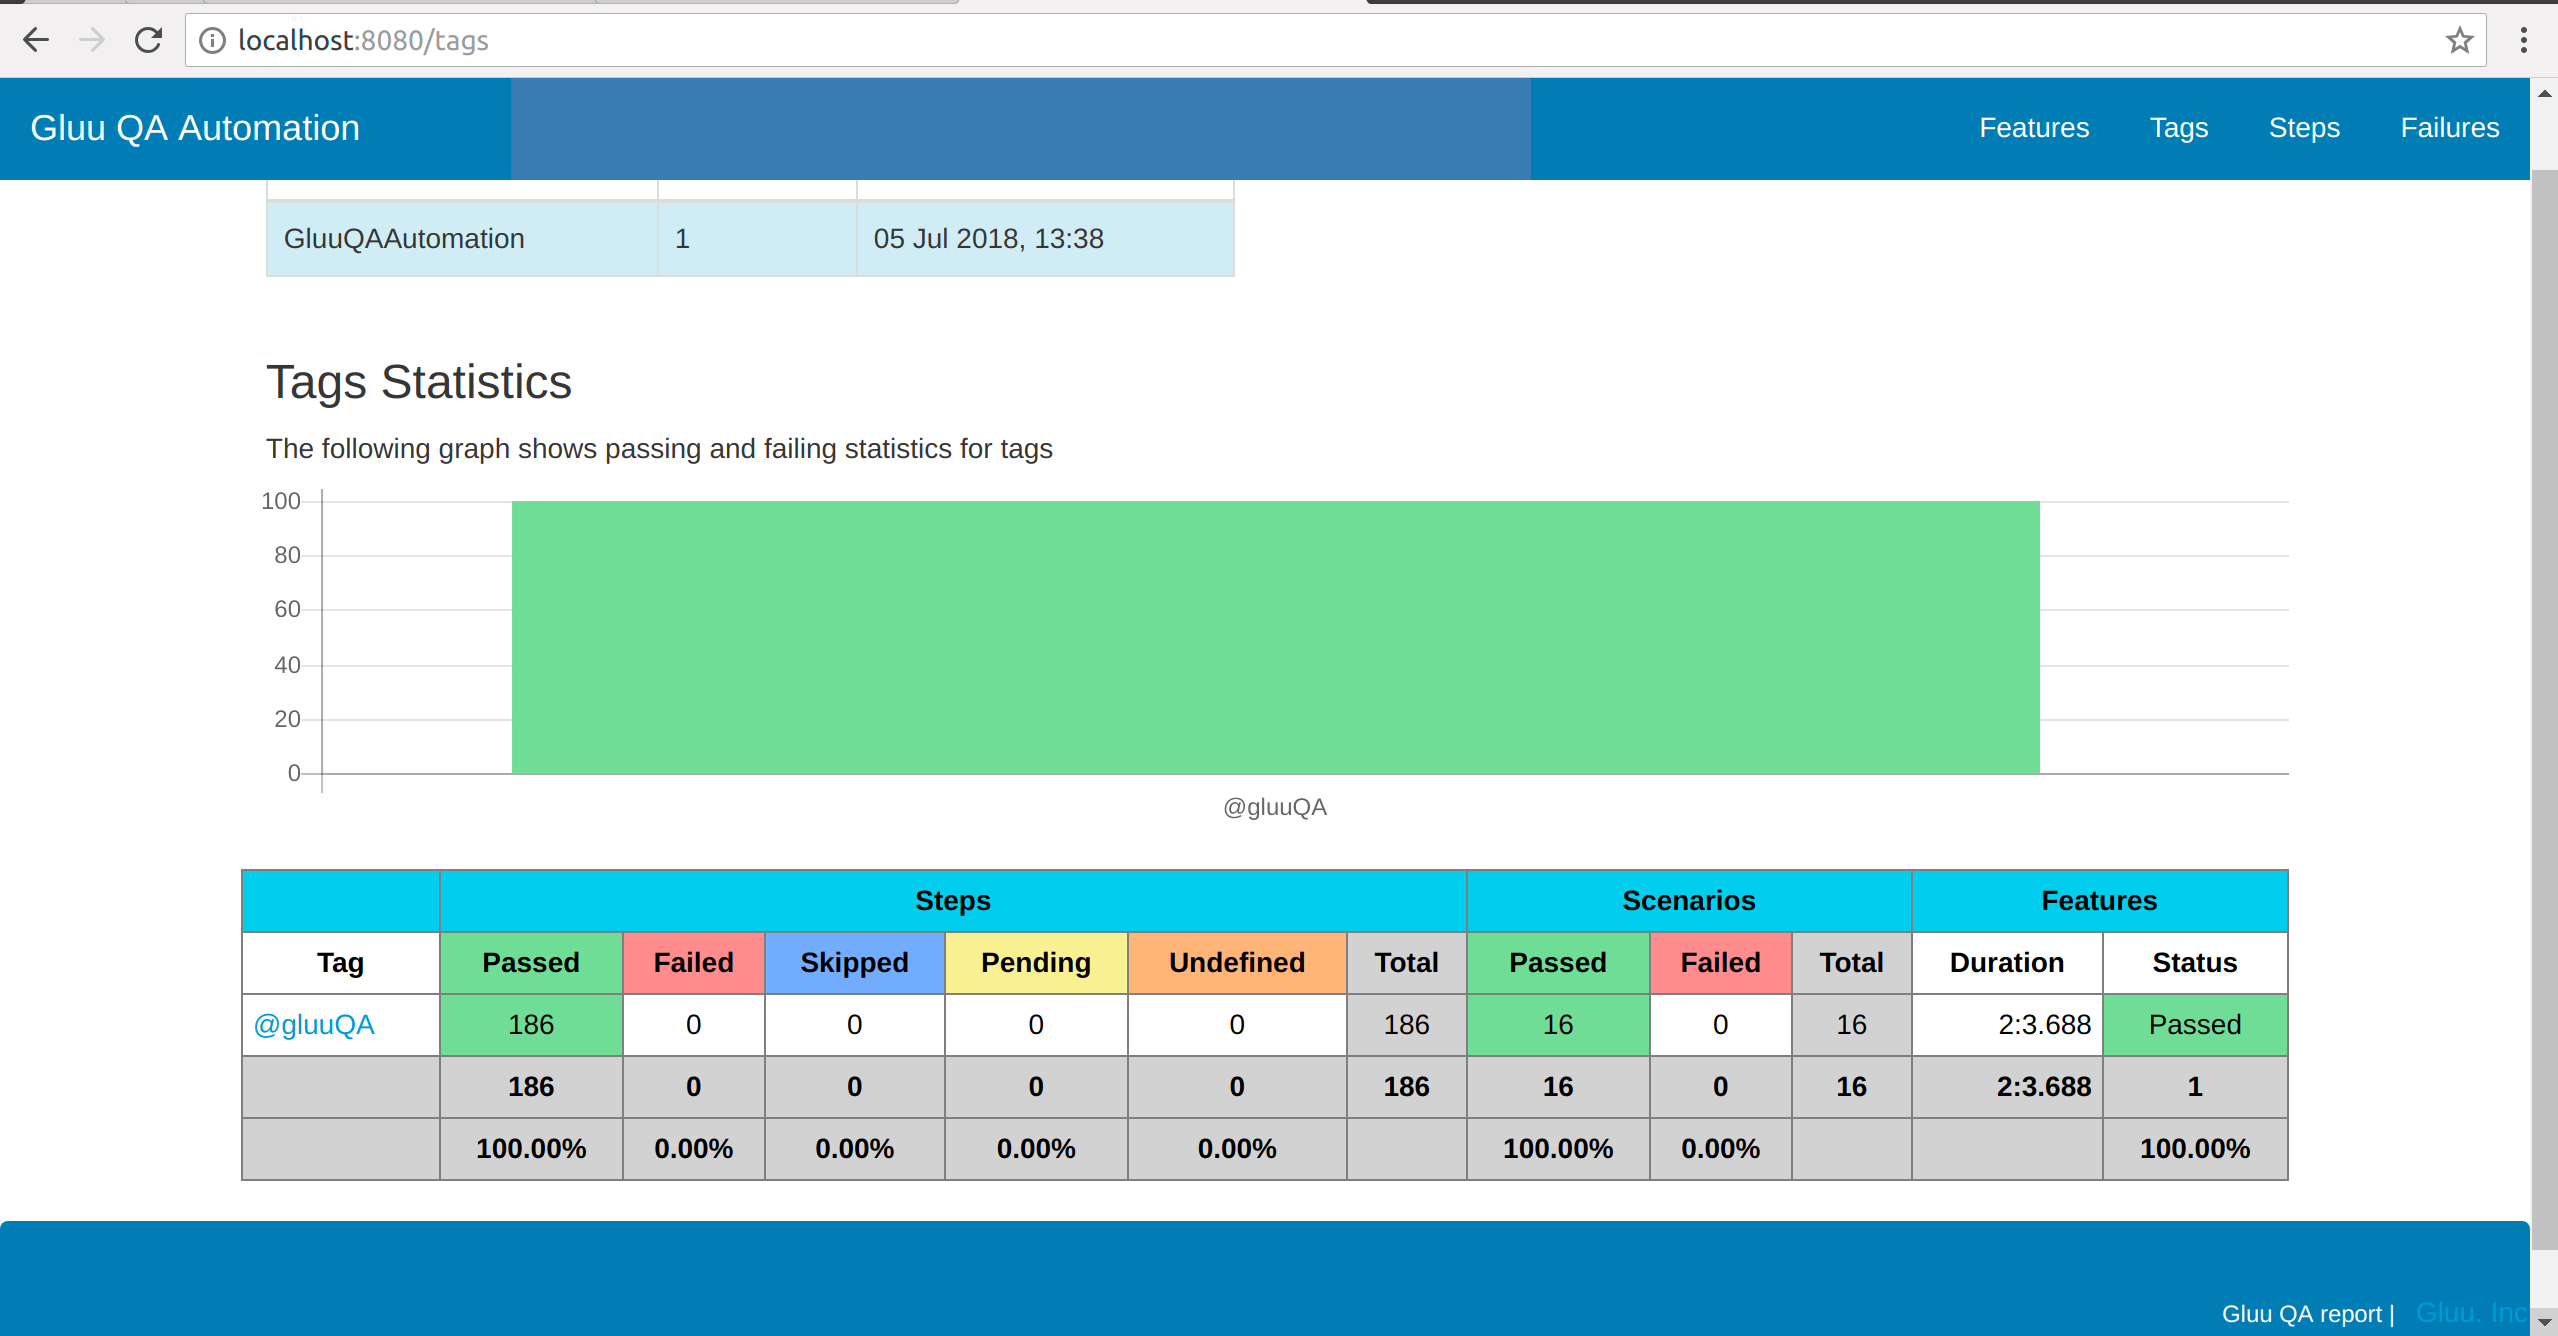 localhost:8080/tags
Gluu QA Automation
Features Tags Steps Failures
GluuQAAutomation 1 05 Jul 2018, 13:38
Tags Statistics
The following graph shows passing and failing statistics for tags
100
80
60
40
20
0
@gluuQA
Steps Scenarios Features
Tag Passed Failed Skipped Pending Undefined Total Passed Failed Total Duration Status
@gluuQA 186 0 0 0 0 186 16 0 16 2:3.688 Passed
186 0 0 0 0 186 16 0 16 2:3.688 1
100.00% 0.00% 0.00% 0.00% 0.00% 100.00% 0.00% 100.00%
Gluu QA report | Gluu. Inc